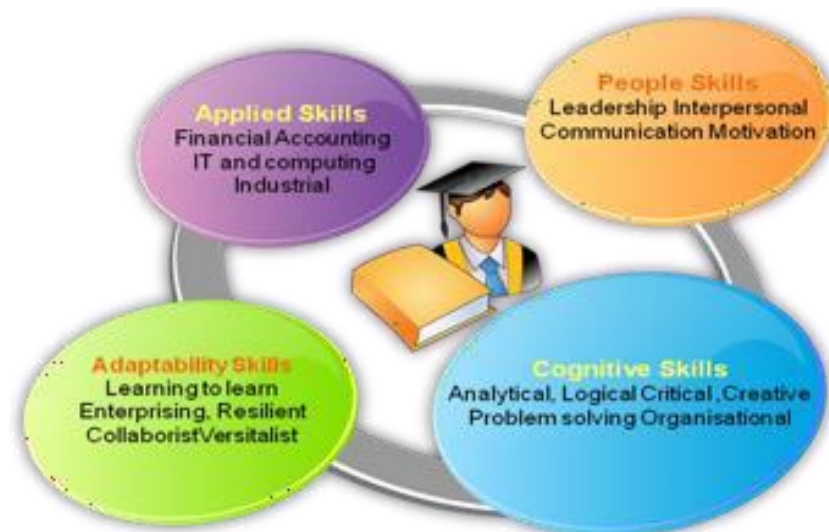 Applied Skills
Financial Accounting
IT and computing
Industrial
People Skills
Leadership Interpersonal
Communication Motivation
Adaptability Skills
Learning to learn
Enterprising, Resilient
CollaboristVersitalist
Cognitive Skills
Analytical, Logical Critical ,Creative
Problem solving Organisational